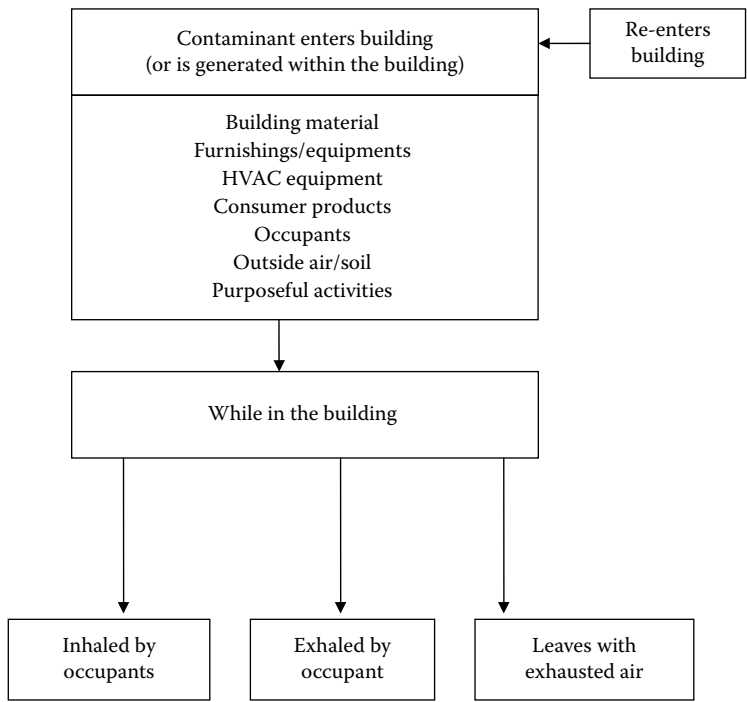 Contaminant enters building
(or is generated within the building)
Re-enters
building
Building material
Furnishings/equipments
HVAC equipment
Consumer products
Occupants
Outside air/soil
Purposeful activities
While in the building
Inhaled by
occupants
Exhaled by
occupant
Leaves with
exhausted air